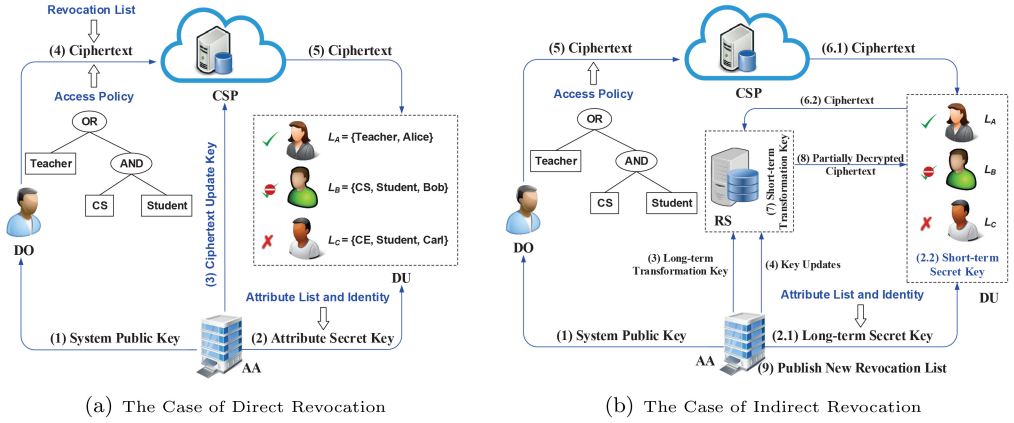 Revocation List
(4) Ciphertext
(5) Ciphertext
CSP
Access Policy
OR
Teacher
AND
CS
Student
DO
(3) Ciphertext Update Key
L_A = {Teacher, Alice}
L_B = {CS, Student, Bob}
L_C = {CE, Student, Carl}
DU
Attribute List and Identity
(1) System Public Key
(2) Attribute Secret Key
AA
(a) The Case of Direct Revocation
(5) Ciphertext
(6.1) Ciphertext
CSP
Access Policy
(6.2) Ciphertext
OR
Teacher
AND
CS
Student
DO
RS
(7) Short-term
Transformation Key
(8) Partially Decrypted
Ciphertext
L_A
L_B
L_C
(2.2) Short-term
Secret Key
DU
(3) Long-term
Transformation Key
(4) Key Updates
Attribute List and Identity
(1) System Public Key
(2.1) Long-term Secret Key
AA
(9) Publish New Revocation List
(b) The Case of Indirect Revocation